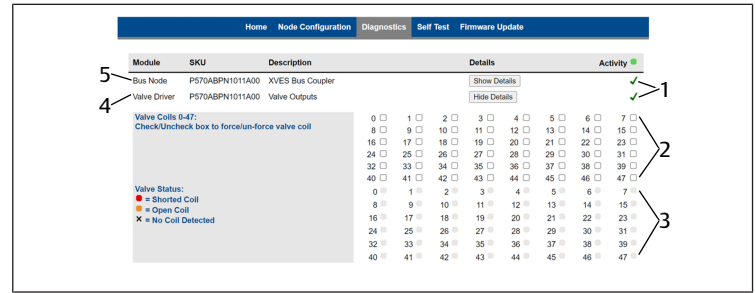 Home Node Configuration Diagnostics Self Test Firmware Update
Module SKU Description Details Activity
5 Bus Node P570ABPN1011A00 XVES Bus Coupler Show Details
4 Valve Driver P570ABPN1011A00 Valve Outputs Hide Details
1
Valve Coils 0-47:
Check/Uncheck box to force/un-force valve coil
0 1 2 3 4 5 6 7
8 9 10 11 12 13 14 15
16 17 18 19 20 21 22 23
24 25 26 27 28 29 30 31
32 33 34 35 36 37 38 39
40 41 42 43 44 45 46 47
2
Valve Status:
= Shorted Coil
= Open Coil
X = No Coil Detected
0 1 2 3 4 5 6 7
8 9 10 11 12 13 14 15
16 17 18 19 20 21 22 23
24 25 26 27 28 29 30 31
32 33 34 35 36 37 38 39
40 41 42 43 44 45 46 47
3